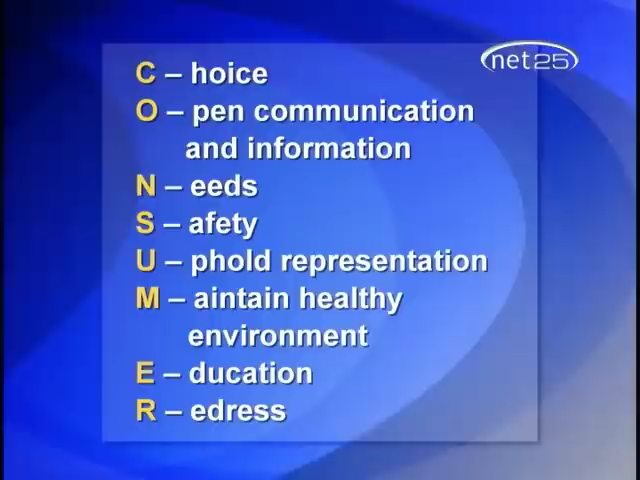 net25
C – hoice
O – pen communication
and information
N – eeds
S – afety
U – phold representation
M – aintain healthy
environment
E – ducation
R – edress